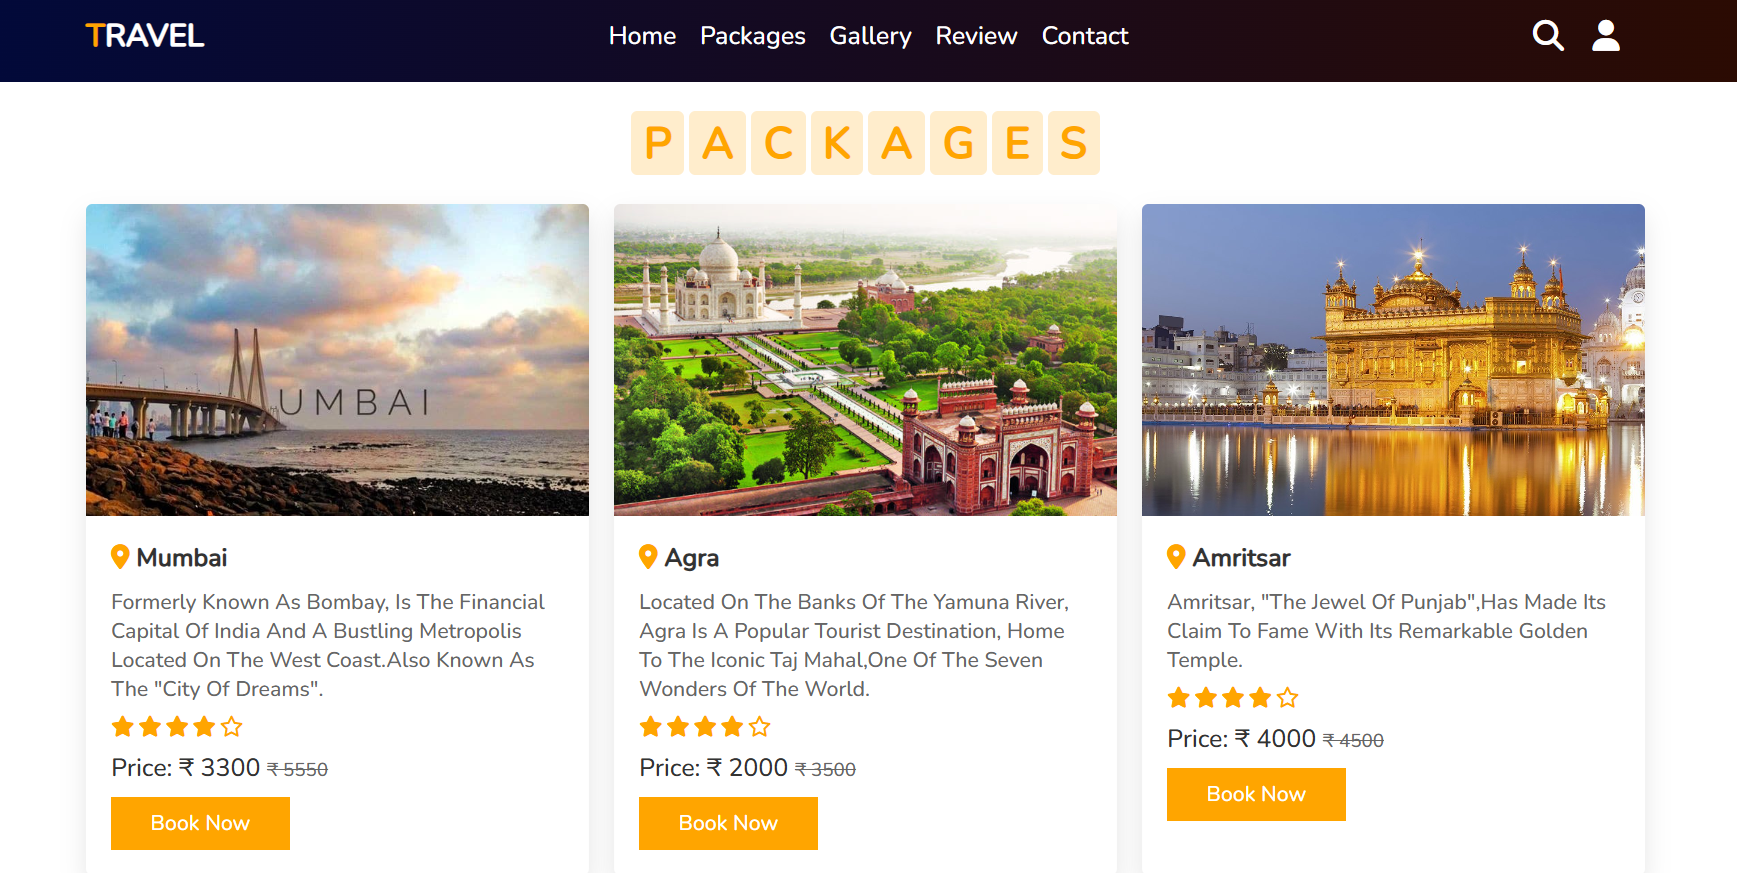 TRAVEL
Home Packages Gallery Review Contact
PACKAGES
UMBAI
Mumbai
Formerly Known As Bombay, Is The Financial
Capital Of India And A Bustling Metropolis
Located On The West Coast.Also Known As
The "City Of Dreams".
Price: ₹ 3300 ₹ 5550
Book Now
Agra
Located On The Banks Of The Yamuna River,
Agra Is A Popular Tourist Destination, Home
To The Iconic Taj Mahal,One Of The Seven
Wonders Of The World.
Price: ₹ 2000 ₹ 3500
Book Now
Amritsar
Amritsar, "The Jewel Of Punjab",Has Made Its
Claim To Fame With Its Remarkable Golden
Temple.
Price: ₹ 4000 ₹ 4500
Book Now